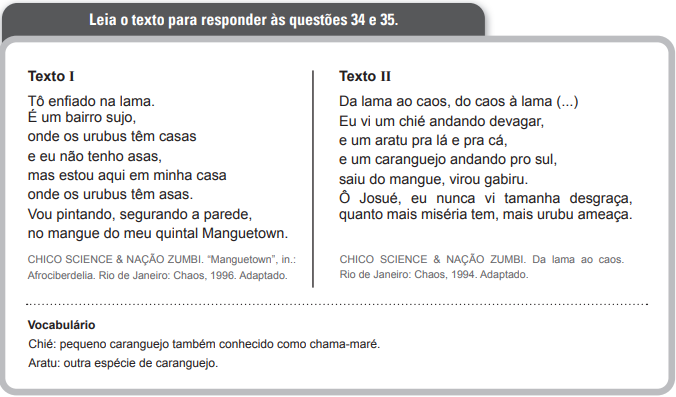 Leia o texto para responder às questões 34 e 35.
Texto I
Tô enfiado na lama.
É um bairro sujo,
onde os urubus têm casas
e eu não tenho asas,
mas estou aqui em minha casa
onde os urubus têm asas.
Vou pintando, segurando a parede,
no mangue do meu quintal Manguetown.
CHICO SCIENCE & NAÇÃO ZUMBI. “Manguetown”, in.:
Afrociberdelia. Rio de Janeiro: Chaos, 1996. Adaptado.
Texto II
Da lama ao caos, do caos à lama (...)
Eu vi um chié andando devagar,
e um aratu pra lá e pra cá,
e um caranguejo andando pro sul,
saiu do mangue, virou gabiru.
Ô Josué, eu nunca vi tamanha desgraça,
quanto mais miséria tem, mais urubu ameaça.
CHICO SCIENCE & NAÇÃO ZUMBI. Da lama ao caos.
Rio de Janeiro: Chaos, 1994. Adaptado.
Vocabulário
Chié: pequeno caranguejo também conhecido como chama-maré.
Aratu: outra espécie de caranguejo.